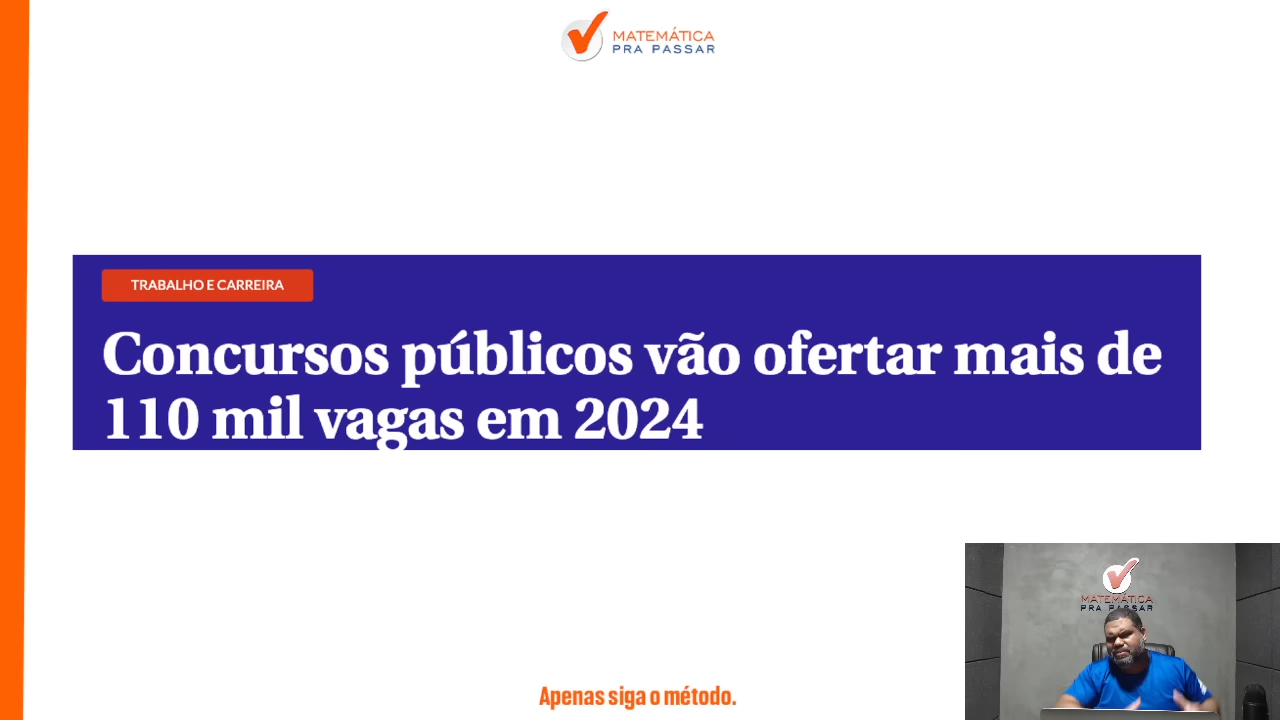 MATEMÁTICA
PRA PASSAR
TRABALHO E CARREIRA
Concursos públicos vão ofertar mais de
110 mil vagas em 2024
MATEMÁTICA
PRA PASSAR
Apenas siga o método.